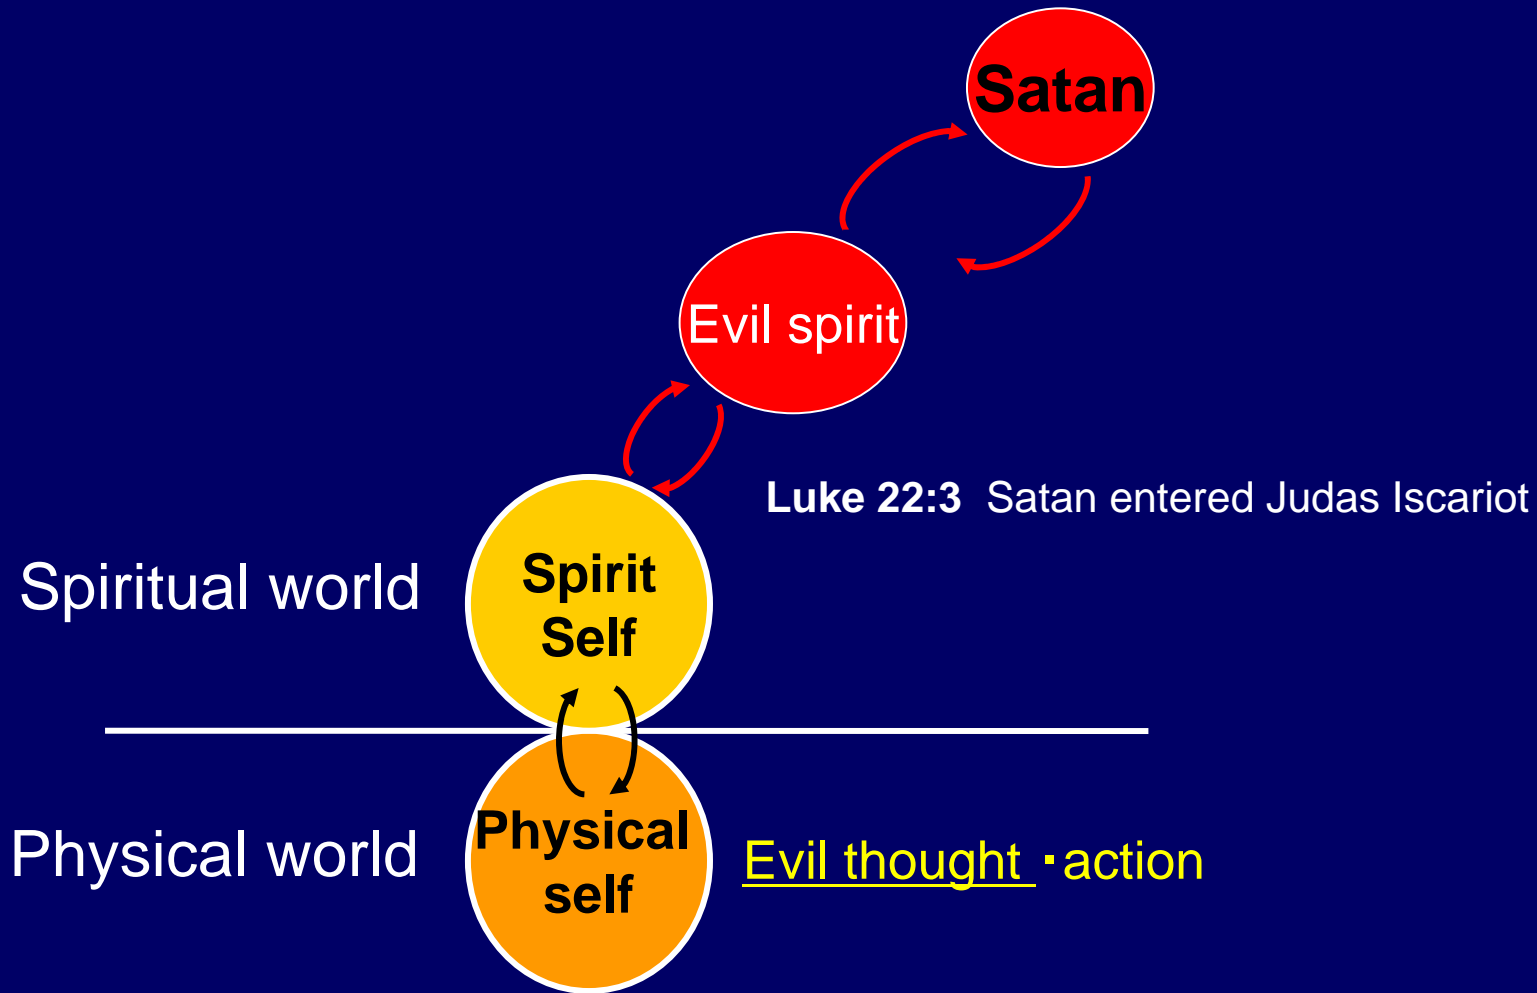 Satan
Evil spirit
Luke 22:3  Satan entered Judas Iscariot
Spiritual world
Spirit
Self
Physical world
Physical
self
Evil thought ･action